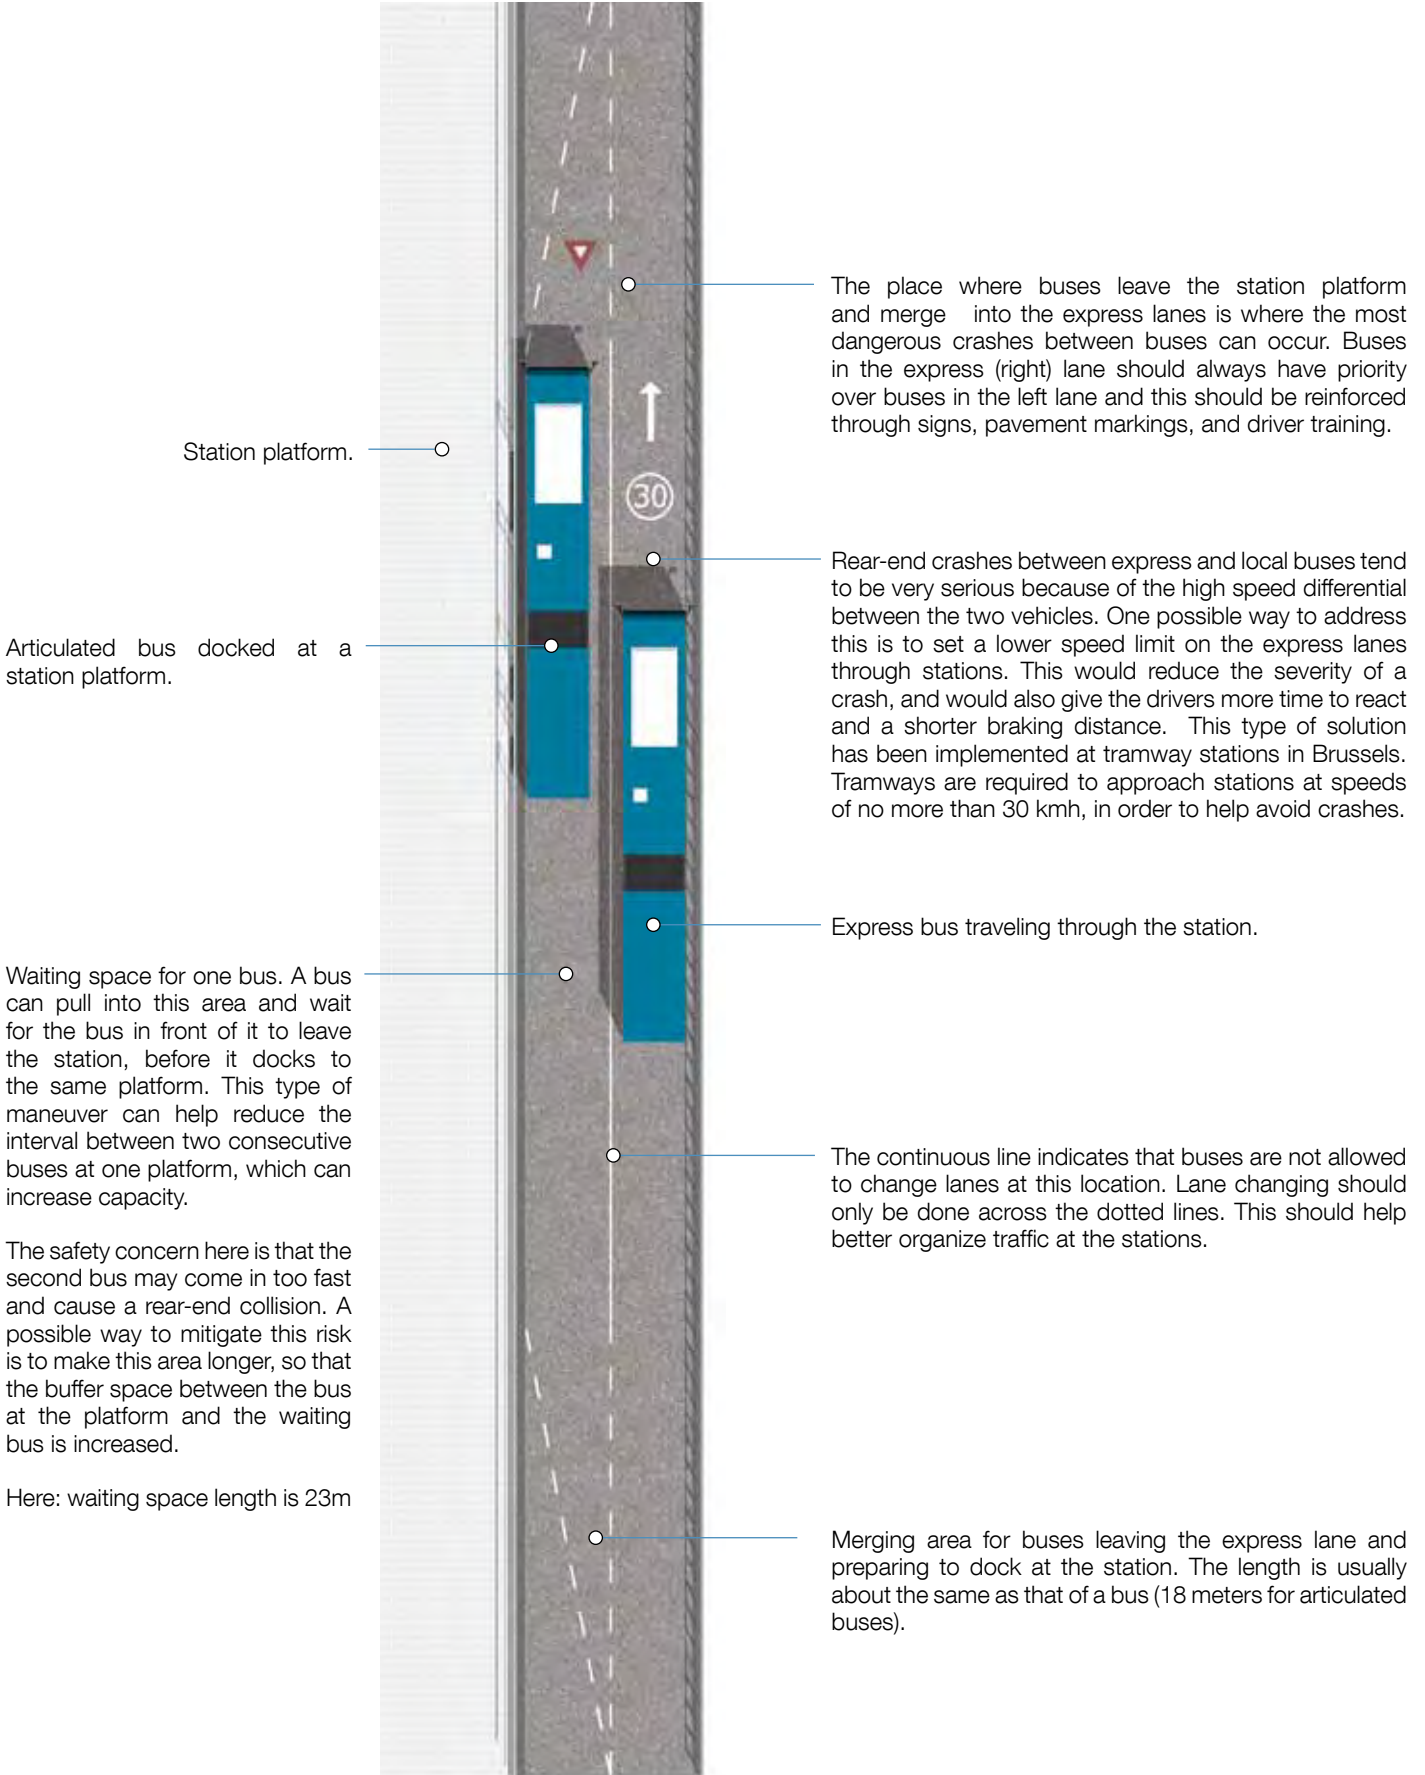 The place where buses leave the station platform
and merge into the express lanes is where the most
dangerous crashes between buses can occur. Buses
in the express (right) lane should always have priority
over buses in the left lane and this should be reinforced
through signs, pavement markings, and driver training.
Station platform.
30
Rear-end crashes between express and local buses tend
to be very serious because of the high speed differential
between the two vehicles. One possible way to address
this is to set a lower speed limit on the express lanes
through stations. This would reduce the severity of a
crash, and would also give the drivers more time to react
and a shorter braking distance. This type of solution
has been implemented at tramway stations in Brussels.
Tramways are required to approach stations at speeds
of no more than 30 kmh, in order to help avoid crashes.
Articulated bus docked at a
station platform.
Express bus traveling through the station.
Waiting space for one bus. A bus
can pull into this area and wait
for the bus in front of it to leave
the station, before it docks to
the same platform. This type of
maneuver can help reduce the
interval between two consecutive
buses at one platform, which can
increase capacity.
The safety concern here is that the
second bus may come in too fast
and cause a rear-end collision. A
possible way to mitigate this risk
is to make this area longer, so that
the buffer space between the bus
at the platform and the waiting
bus is increased.
Here: waiting space length is 23m
The continuous line indicates that buses are not allowed
to change lanes at this location. Lane changing should
only be done across the dotted lines. This should help
better organize traffic at the stations.
Merging area for buses leaving the express lane and
preparing to dock at the station. The length is usually
about the same as that of a bus (18 meters for articulated
buses).